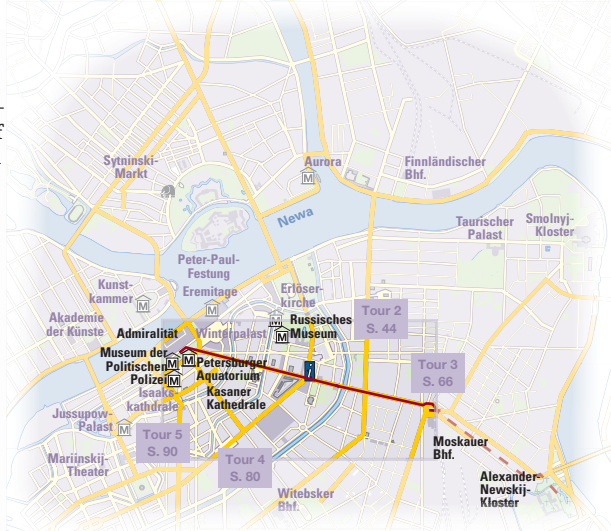 Sytninski-
Markt
Aurora
Finnländischer
Bhf.
Newa
Taurischer
Palast
Smolnyj-
Kloster
Peter-Paul-
Festung
Kunst-
kammer
Eremitage
Erlöser-
kirche
Akademie
der Künste
Admiralität
Winterpalast
Russisches
Museum
Tour 2
S. 44
Museum der
Politischen
Polizei
Petersburger
Aquatorium
Tour 3
S. 66
Isaaks-
kathdrale
Kasaner
Kathedrale
Jussupow-
Palast
Tour 5
S. 90
Moskauer
Bhf.
Mariinskij-
Theater
Tour 4
S. 80
Alexander-
Newskij-
Kloster
Witebsker
Bhf.